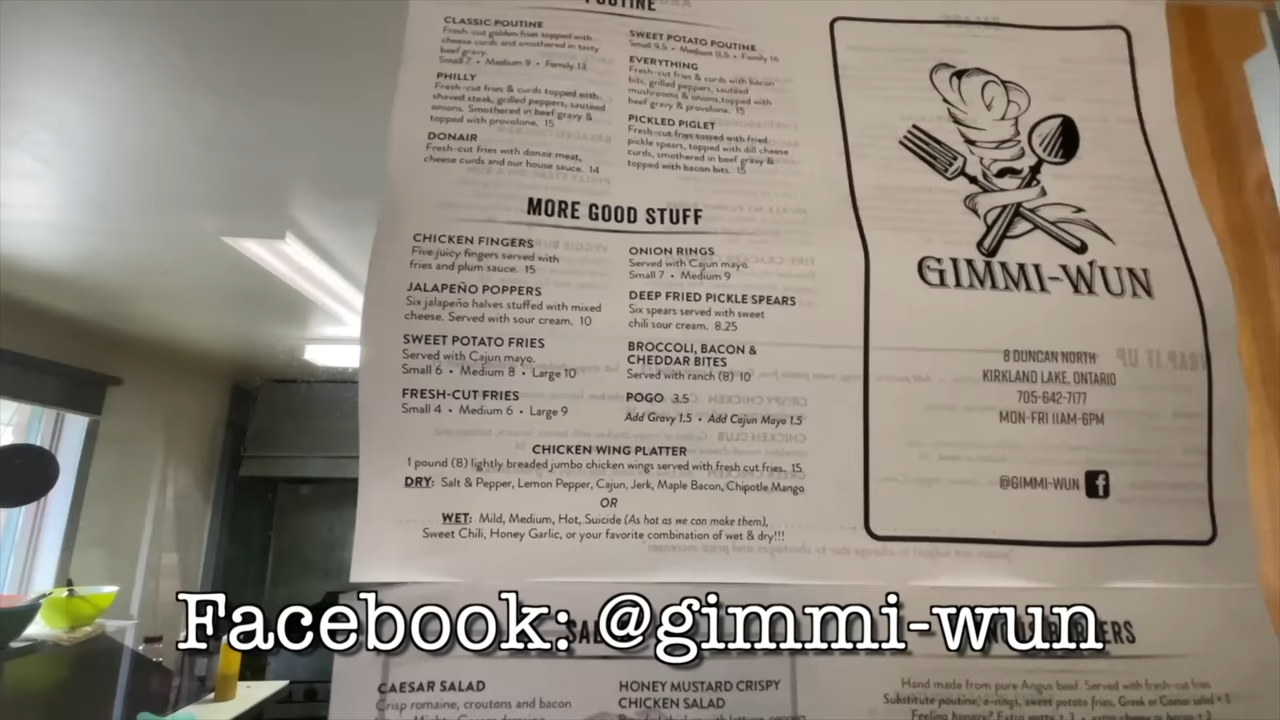 POUTINE
CLASSIC POUTINE
Fresh-cut golden fries topped with
cheese curds and smothered in tasty
beef gravy.
Small 7 • Medium 9 • Family 13
PHILLY
Fresh-cut fries & curds topped with
shaved steak, grilled peppers, sautéed
onions. Smothered in beef gravy &
topped with provolone. 15
DONAIR
Fresh-cut fries with donair meat,
cheese curds and our house sauce. 14
SWEET POTATO POUTINE
Small 9.5 • Medium 11.5 • Family 16
EVERYTHING
Fresh-cut fries & curds with bacon
bits, grilled peppers, sautéed
mushrooms & onions topped with
beef gravy & provolone. 15
PICKLED PIGLET
Fresh-cut fries tossed with fried
pickle spears, topped with dill cheese
curds, smothered in beef gravy &
topped with bacon bits. 15
MORE GOOD STUFF
CHICKEN FINGERS
Five juicy fingers served with
fries and plum sauce. 15
JALAPEÑO POPPERS
Six jalapeño halves stuffed with mixed
cheese. Served with sour cream. 10
SWEET POTATO FRIES
Served with Cajun mayo.
Small 6 • Medium 8 • Large 10
FRESH-CUT FRIES
Small 4 • Medium 6 • Large 9
ONION RINGS
Served with Cajun mayo.
Small 7 • Medium 9
DEEP FRIED PICKLE SPEARS
Six spears served with sweet
chili sour cream. 8.25
BROCCOLI, BACON &
CHEDDAR BITES
Served with ranch (8) 10
POGO 3.5
Add Gravy 1.5 • Add Cajun Mayo 1.5
CHICKEN WING PLATTER
1 pound (8) lightly breaded jumbo chicken wings served with fresh cut fries. 15
DRY: Salt & Pepper, Lemon Pepper, Cajun, Jerk, Maple Bacon, Chipotle Mango
OR
WET: Mild, Medium, Hot, Suicide (As hot as we can make them),
Sweet Chili, Honey Garlic, or your favorite combination of wet & dry!!!
GIMMI-WUN
8 DUNCAN NORTH
KIRKLAND LAKE, ONTARIO
705-642-7177
MON-FRI 11AM-6PM
@GIMMI-WUN f
Facebook: @gimmi-wun
CAESAR SALAD
Crisp romaine, croutons and bacon
HONEY MUSTARD CRISPY
CHICKEN SALAD
Hand made from pure Angus beef. Served with fresh-cut fries
Substitute poutine, o-rings, sweet potato fries, Greek or Caesar salad + 3